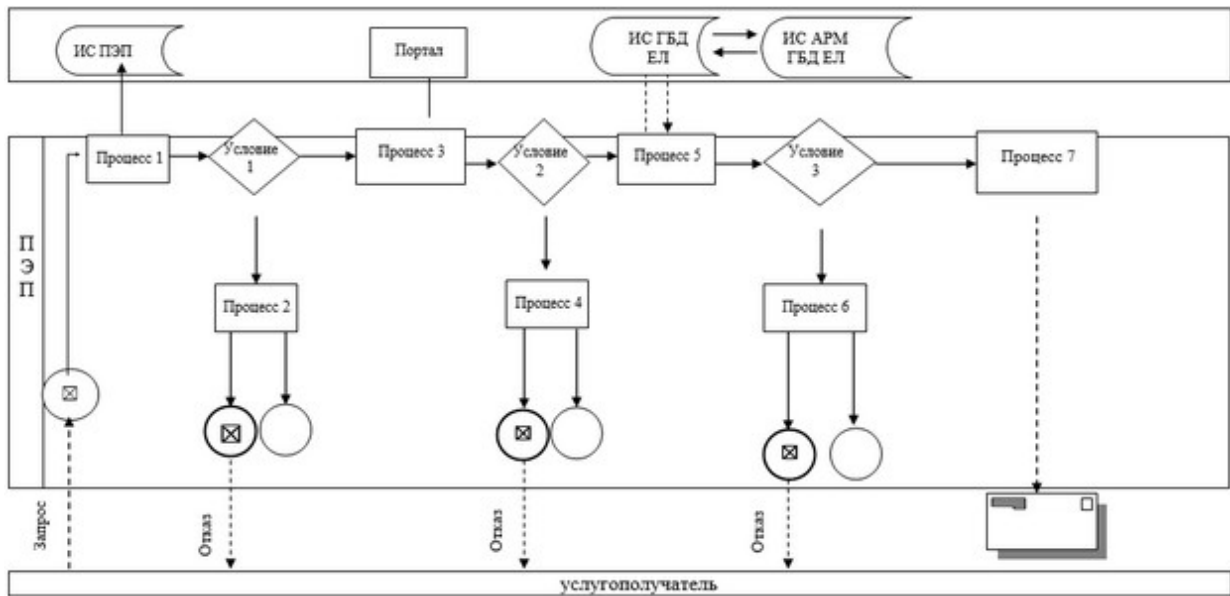 ИС ПЭП
Портал
ИС ГБД
ЕЛ
ИС АРМ
ГБД ЕЛ
Процесс 1
Условие
1
Процесс 3
Условие
2
Процесс 5
Условие
3
Процесс 7
П
Э
П
Процесс 2
Процесс 4
Процесс 6
Запрос
Отказ
Отказ
Отказ
услугополучатель